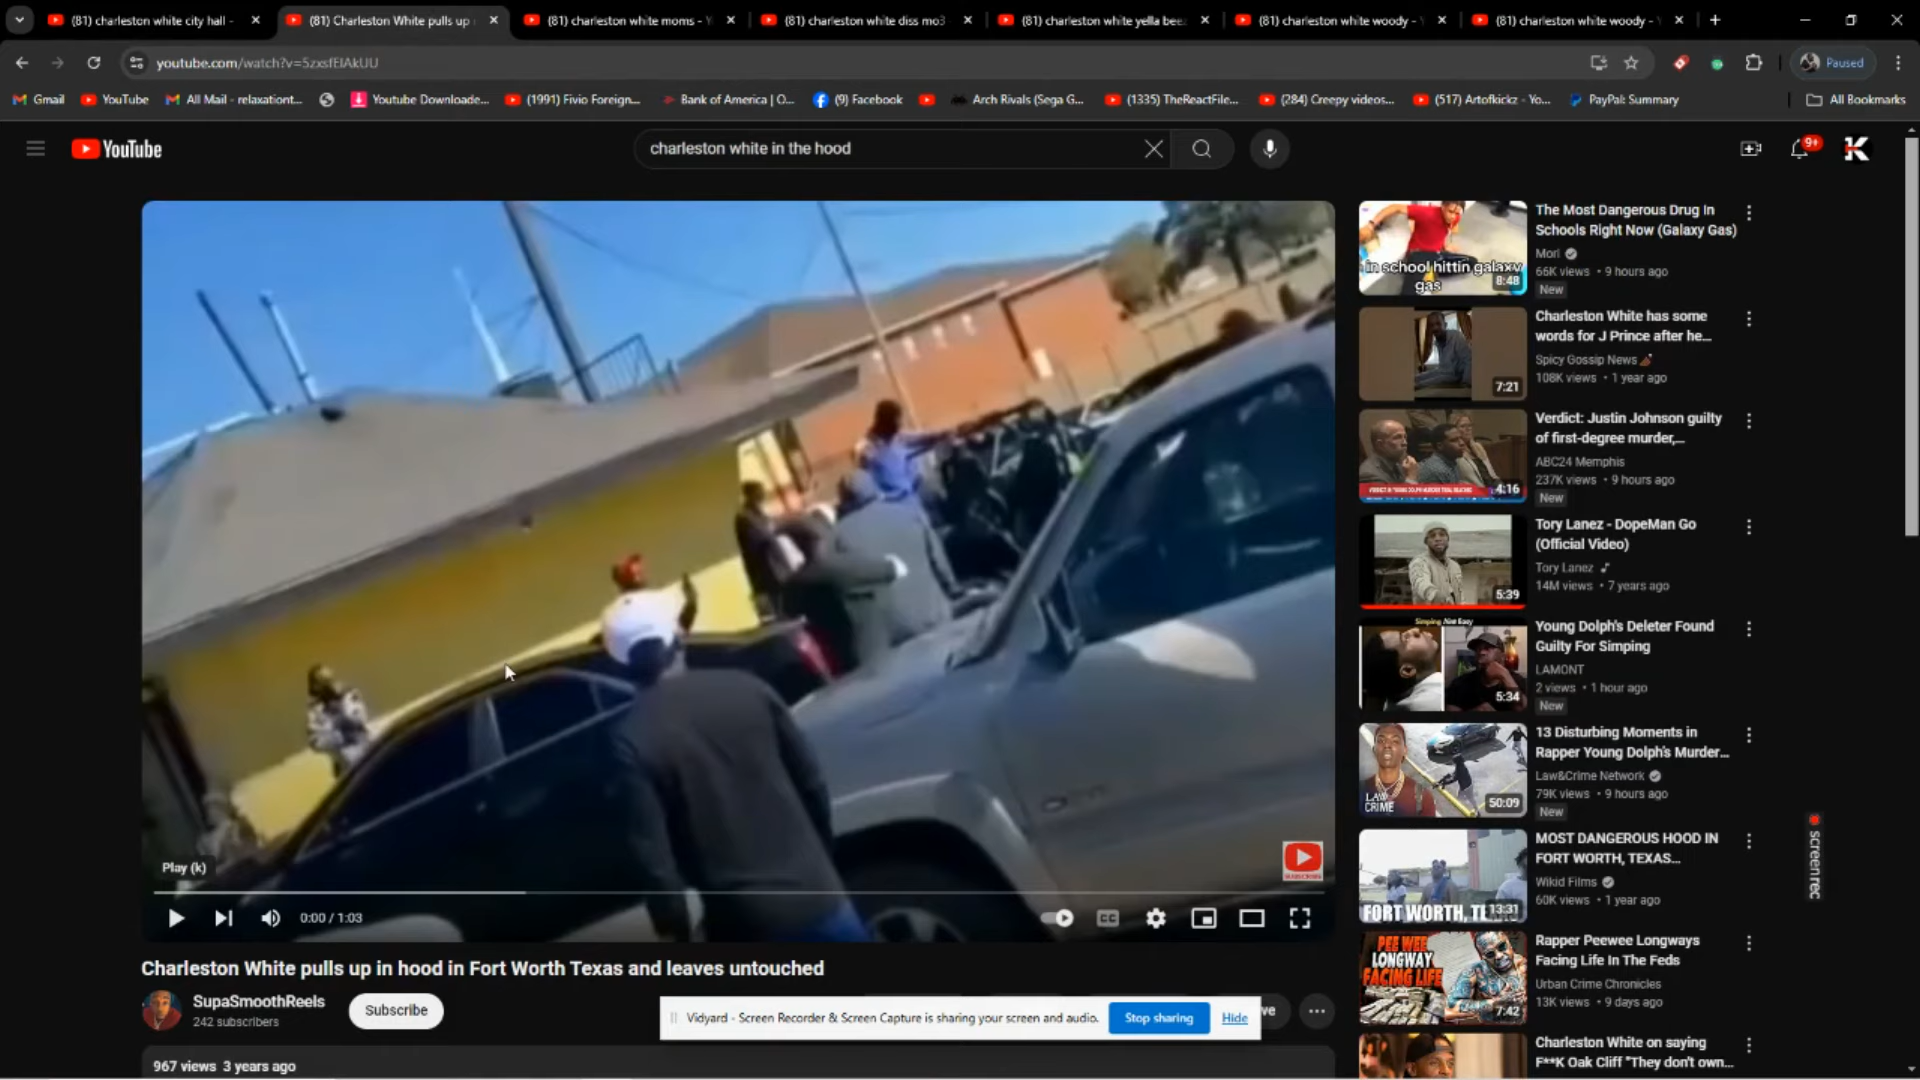 (81) charleston white city hall -
(81) Charleston White pulls up
(81) charleston white moms -
(81) charleston white diss mo3
(81) charleston white yella bee
(81) charleston white woody -
(81) charleston white woody -
youtube.com/watch?v=5zxsfEIAkUU
Paused
Gmail
YouTube
All Mail - relaxationt...
Youtube Downloade...
(1991) Fivio Foreign...
Bank of America | O...
(9) Facebook
Arch Rivals (Sega G...
(1335) TheReactFile...
(284) Creepy videos...
(517) Artofkickz - Yo...
PayPal: Summary
All Bookmarks
YouTube
charleston white in the hood
9+
K
Play (k)
SUBSCRIBE
0:00 / 1:03
CC
Charleston White pulls up in hood in Fort Worth Texas and leaves untouched
SupaSmoothReels
242 subscribers
Subscribe
Vidyard - Screen Recorder & Screen Capture is sharing your screen and audio.
Stop sharing
Hide
ve
967 views 3 years ago
in school hittin galaxy
gas
8:48
The Most Dangerous Drug In
Schools Right Now (Galaxy Gas)
Mori
66K views • 9 hours ago
New
7:21
Charleston White has some
words for J Prince after he...
Spicy Gossip News
108K views • 1 year ago
4:16
Verdict: Justin Johnson guilty
of first-degree murder,...
ABC24 Memphis
237K views • 9 hours ago
New
5:39
Tory Lanez - DopeMan Go
(Official Video)
Tory Lanez
14M views • 7 years ago
Simping Aint Easy
5:34
Young Dolph's Deleter Found
Guilty For Simping
LAMONT
2 views • 1 hour ago
New
LAW
CRIME
50:09
13 Disturbing Moments in
Rapper Young Dolph's Murder...
Law&Crime Network
79K views • 9 hours ago
New
FORT WORTH, TE
13:31
MOST DANGEROUS HOOD IN
FORT WORTH, TEXAS...
Wikid Films
60K views • 1 year ago
PEE WEE
LONGWAY
FACING LIFE
7:42
Rapper Peewee Longways
Facing Life In The Feds
Urban Crime Chronicles
13K views • 9 days ago
Charleston White on saying
F**K Oak Cliff "They don't own...
screenrec